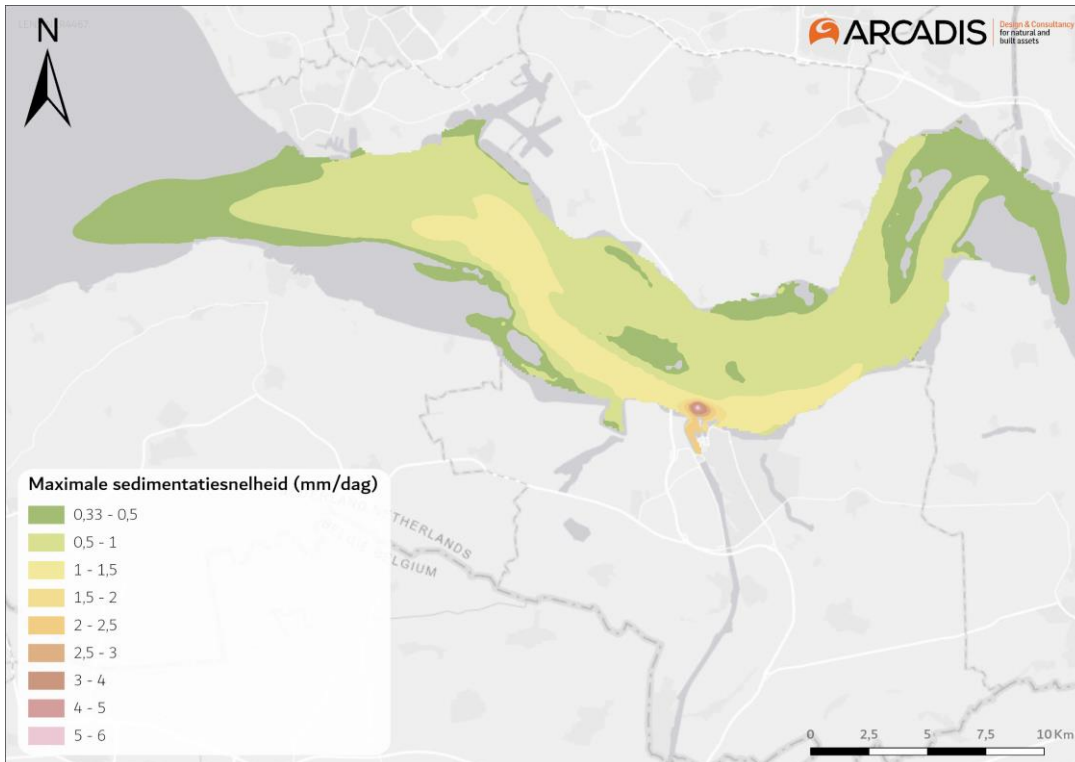 N
ARCADIS
Design & Consultancy
for natural and
built assets
THERLANDS
LGIUM
Maximale sedimentatiesnelheid (mm/dag)
0,33 - 0,5
0,5 - 1
1 - 1,5
1,5 - 2
2 - 2,5
2,5 - 3
3 - 4
4 - 5
5 - 6
0
2,5
5
7,5
10 Km